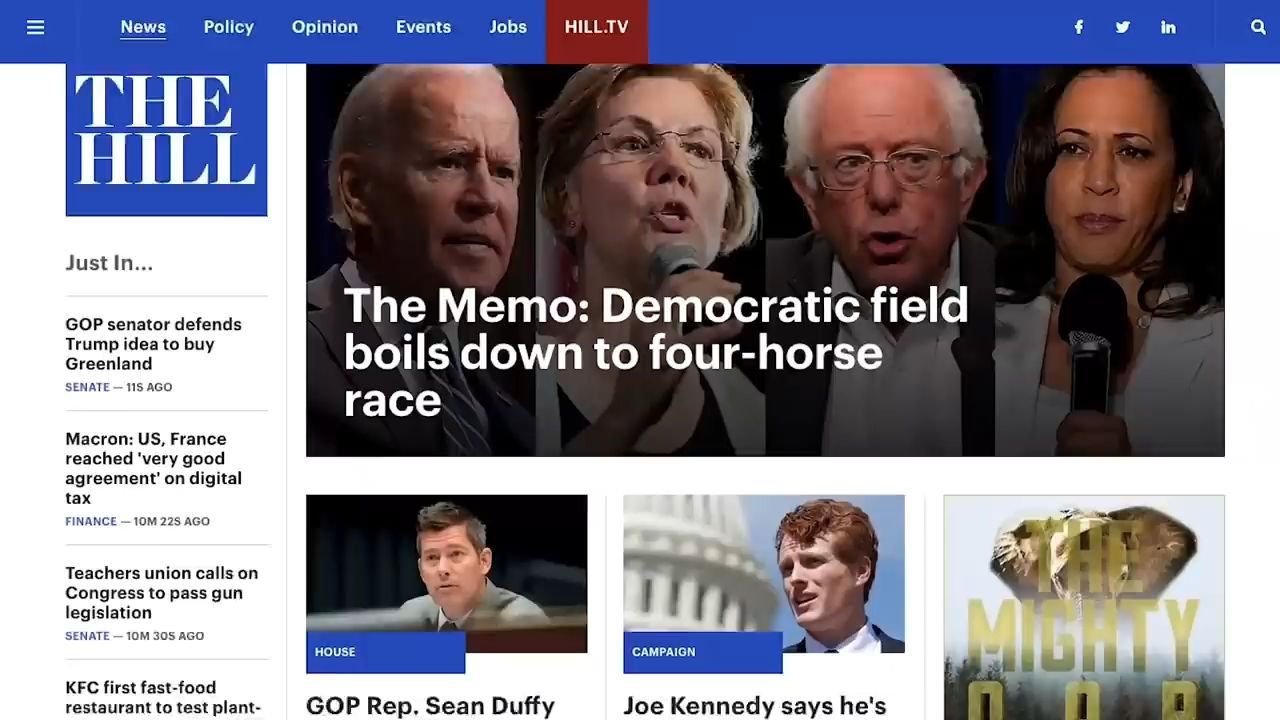 News Policy Opinion Events Jobs HILL.TV
THE
HILL
Just In...
GOP senator defends
Trump idea to buy
Greenland
SENATE — 11S AGO
Macron: US, France
reached 'very good
agreement' on digital
tax
FINANCE — 10M 22S AGO
Teachers union calls on
Congress to pass gun
legislation
SENATE — 10M 30S AGO
KFC first fast-food
restaurant to test plant-
The Memo: Democratic field
boils down to four-horse
race
HOUSE
GOP Rep. Sean Duffy
CAMPAIGN
Joe Kennedy says he's
THE
MIGHTY